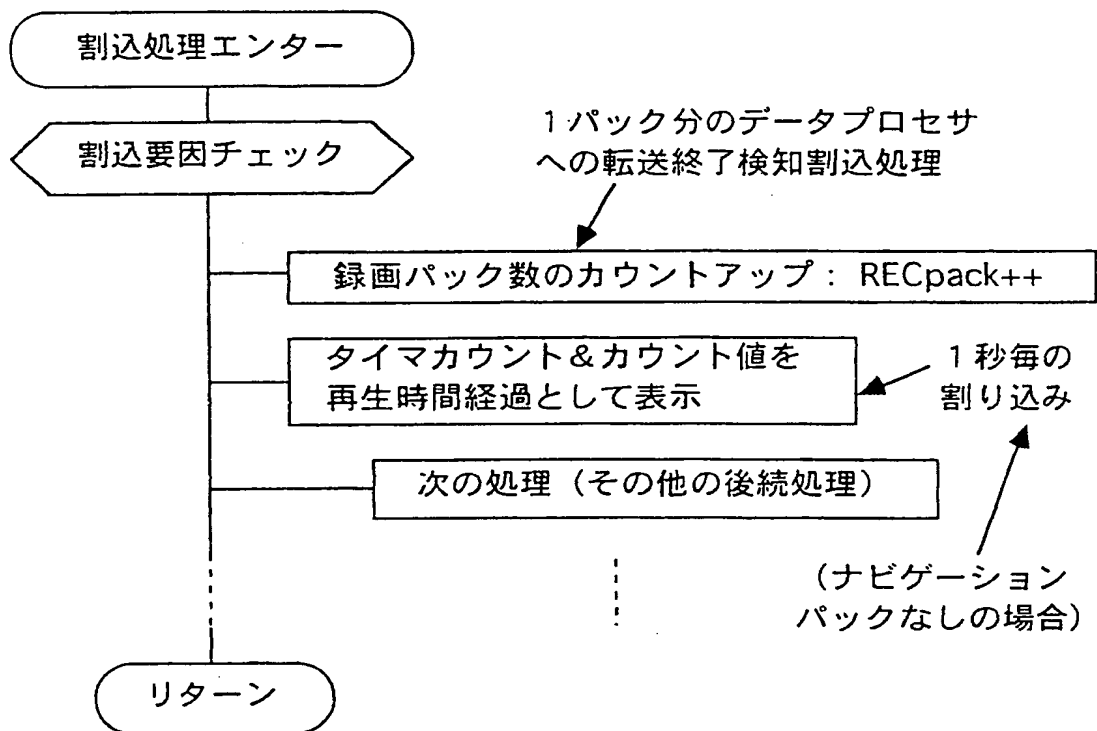 割込処理エンター
割込要因チェック
1パック分のデータプロセサ
への転送終了検知割込処理
録画パック数のカウントアップ： RECpack++
タイマカウント＆カウント値を
再生時間経過として表示
1秒毎の
割り込み
次の処理（その他の後続処理）
（ナビゲーション
パックなしの場合）
リターン